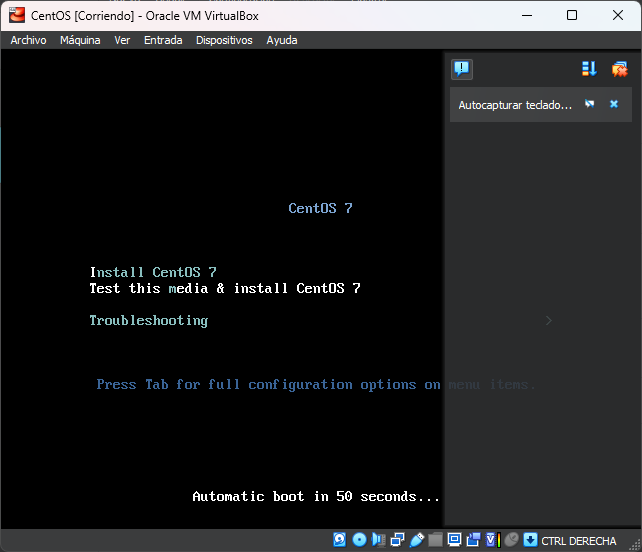 CentOS [Corriendo] - Oracle VM VirtualBox
Archivo Máquina Ver Entrada Dispositivos Ayuda
Autocapturar teclado...
CentOS 7
Install CentOS 7
Test this media & install CentOS 7
Troubleshooting
Press Tab for full configuration options on menu items.
Automatic boot in 50 seconds...
CTRL DERECHA